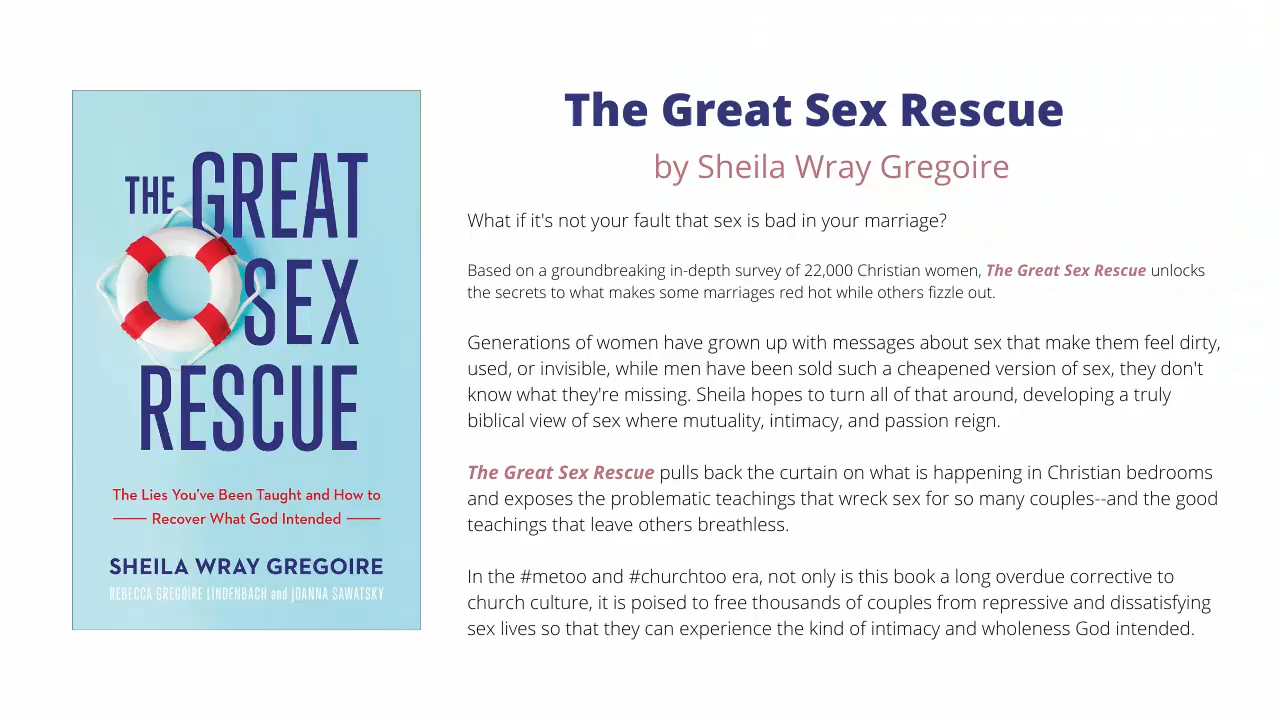 THE GREAT
SEX
RESCUE
The Lies You've Been Taught and How to
Recover What God Intended
SHEILA WRAY GREGOIRE
REBECCA GREGOIRE LINDENBACH and JOANNA SAWATSKY
The Great Sex Rescue
by Sheila Wray Gregoire
What if it's not your fault that sex is bad in your marriage?
Based on a groundbreaking in-depth survey of 22,000 Christian women, The Great Sex Rescue unlocks
the secrets to what makes some marriages red hot while others fizzle out.
Generations of women have grown up with messages about sex that make them feel dirty,
used, or invisible, while men have been sold such a cheapened version of sex, they don't
know what they're missing. Sheila hopes to turn all of that around, developing a truly
biblical view of sex where mutuality, intimacy, and passion reign.
The Great Sex Rescue pulls back the curtain on what is happening in Christian bedrooms
and exposes the problematic teachings that wreck sex for so many couples--and the good
teachings that leave others breathless.
In the #metoo and #churchtoo era, not only is this book a long overdue corrective to
church culture, it is poised to free thousands of couples from repressive and dissatisfying
sex lives so that they can experience the kind of intimacy and wholeness God intended.